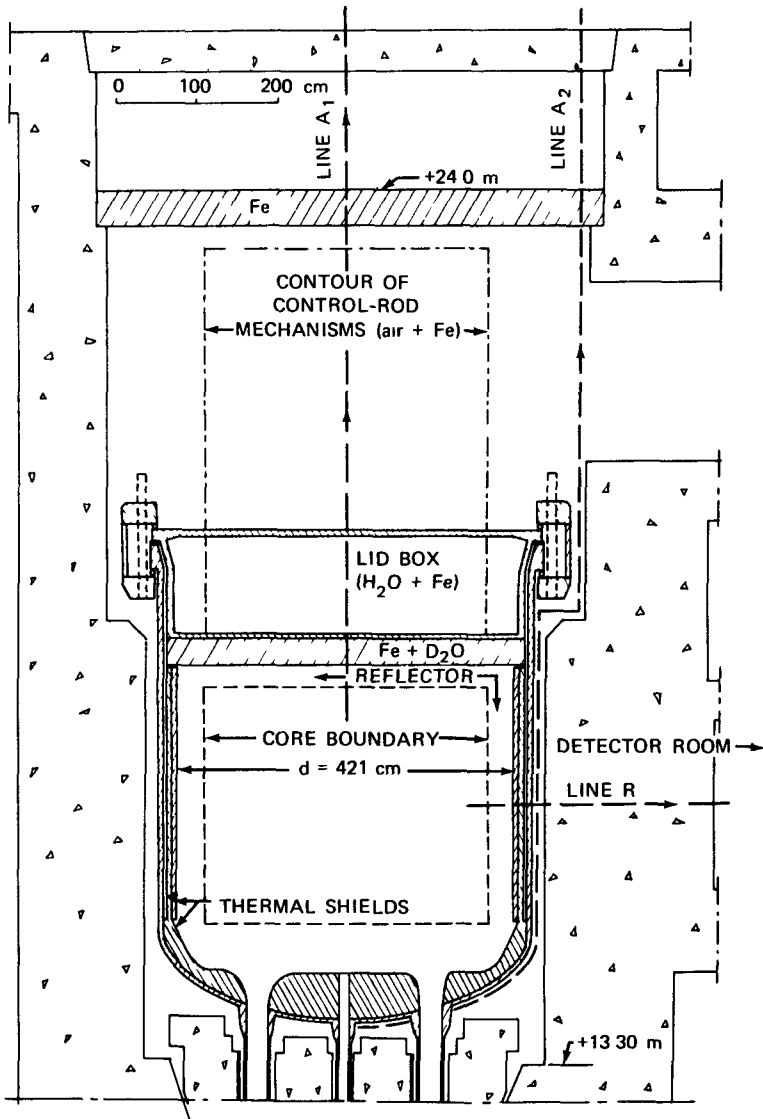 0 100 200 cm
LINE A1
LINE A2
+24 0 m
Fe
CONTOUR OF
CONTROL-ROD
MECHANISMS (air + Fe)
LID BOX
(H2O + Fe)
Fe + D2O
REFLECTOR
CORE BOUNDARY
d = 421 cm
DETECTOR ROOM
LINE R
THERMAL SHIELDS
+13 30 m